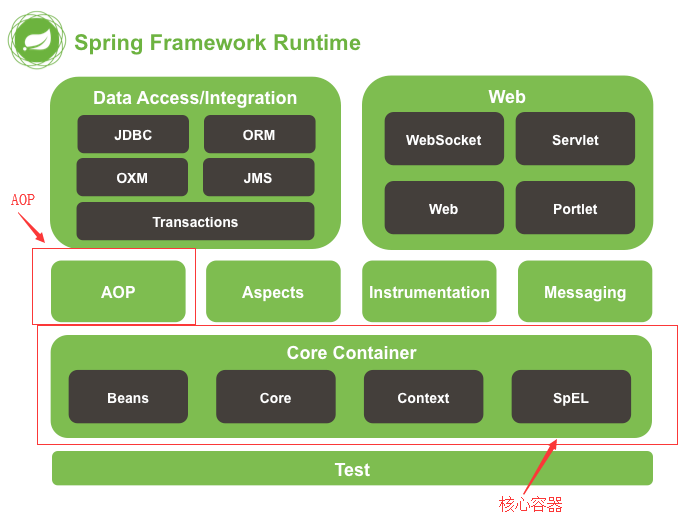 Spring Framework Runtime
Data Access/Integration
JDBC
ORM
OXM
JMS
Transactions
Web
WebSocket
Servlet
Web
Portlet
AOP
AOP
Aspects
Instrumentation
Messaging
Core Container
Beans
Core
Context
SpEL
Test
核心容器